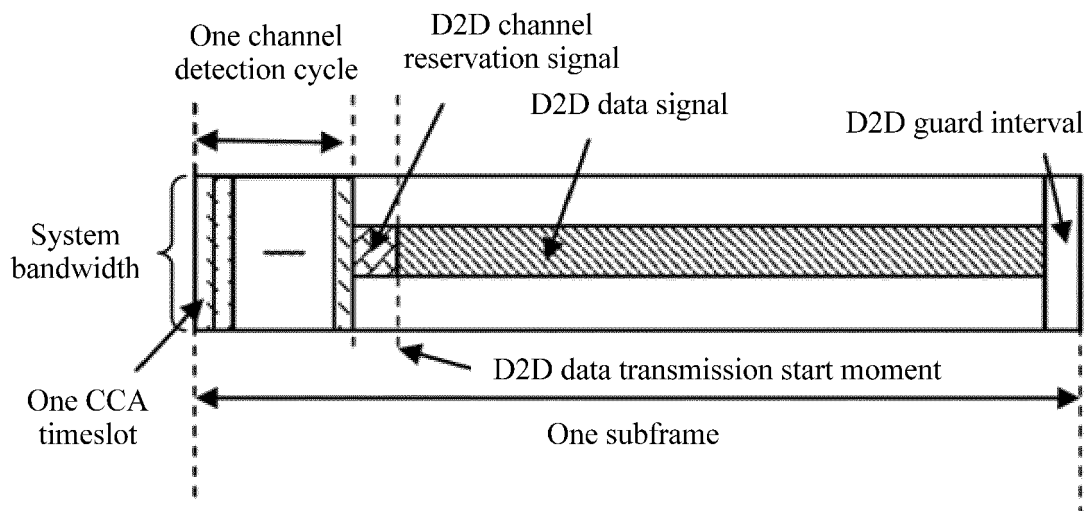 One channel
detection cycle
D2D channel
reservation signal
D2D data signal
D2D guard interval
System
bandwidth
D2D data transmission start moment
One CCA
timeslot
One subframe